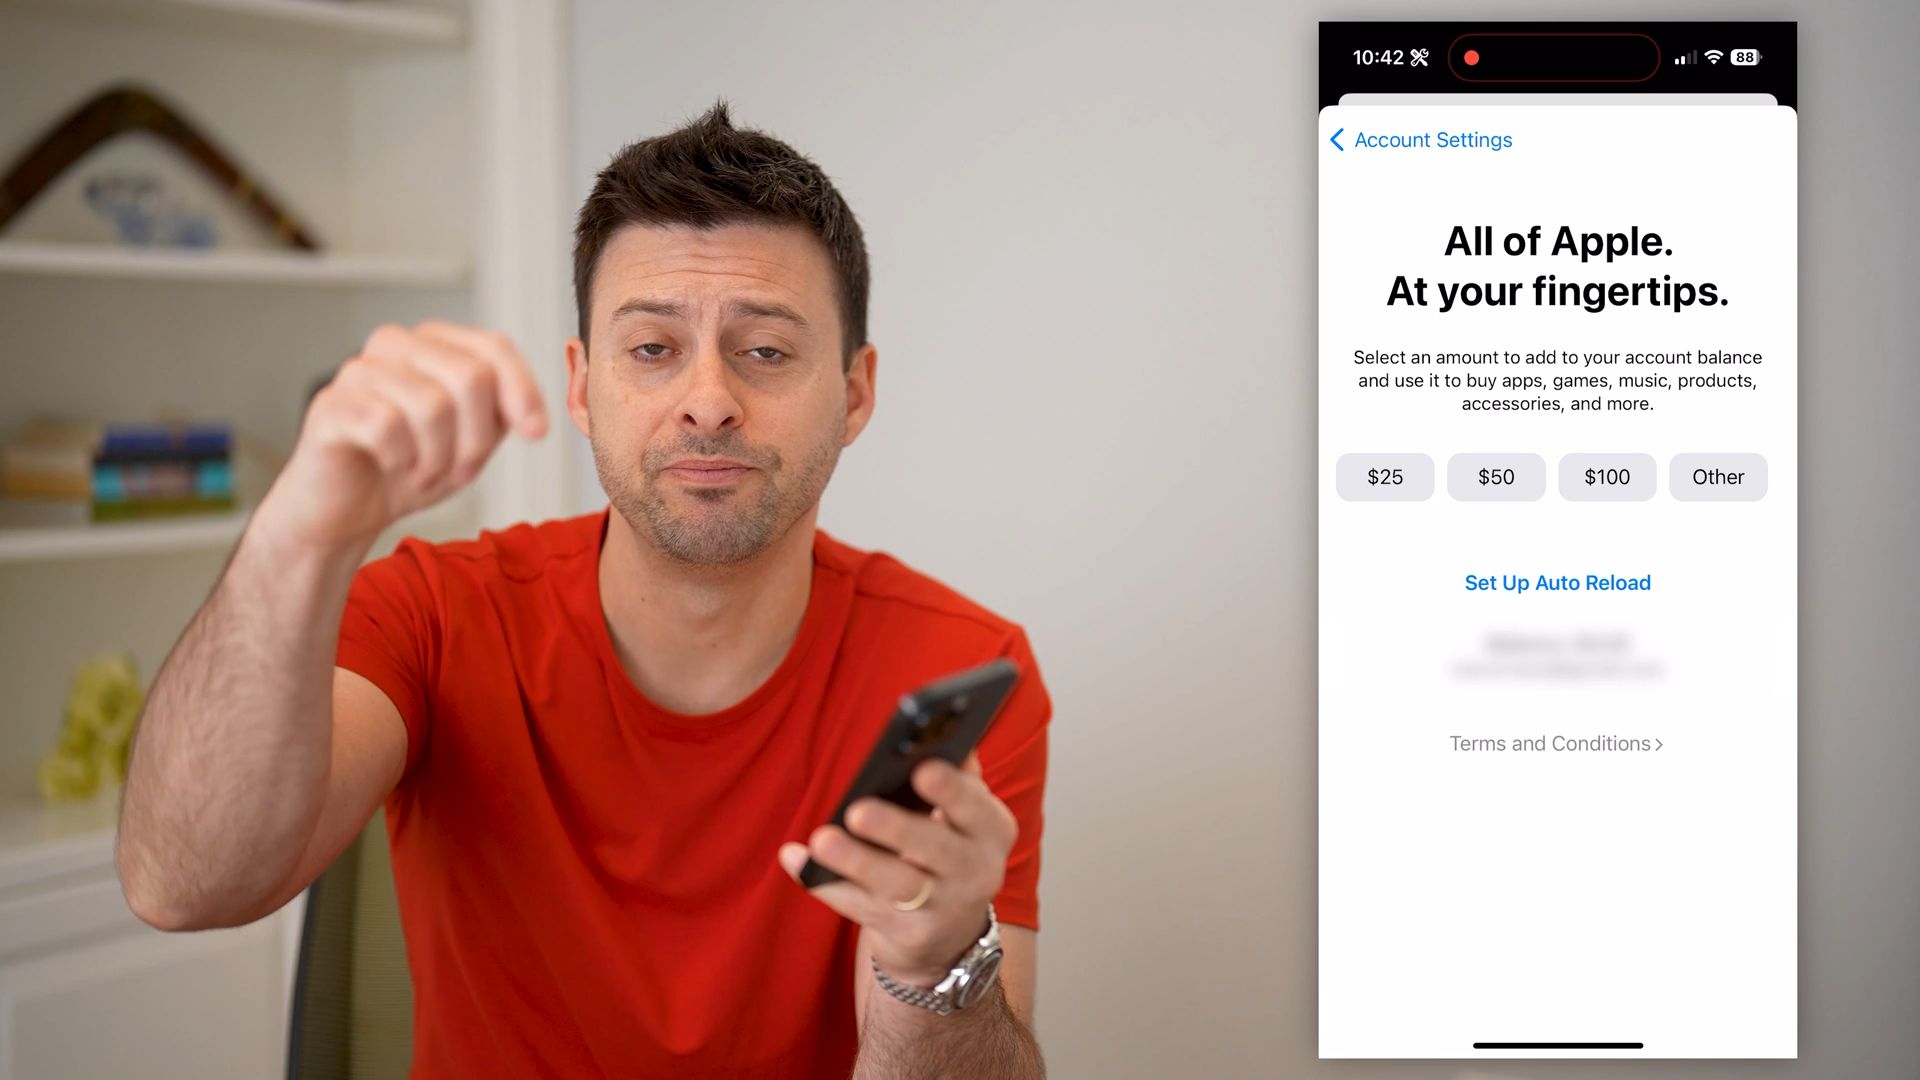 10:42
88
Account Settings
All of Apple.
At your fingertips.
Select an amount to add to your account balance
and use it to buy apps, games, music, products,
accessories, and more.
$25 $50 $100 Other
Set Up Auto Reload
Terms and Conditions